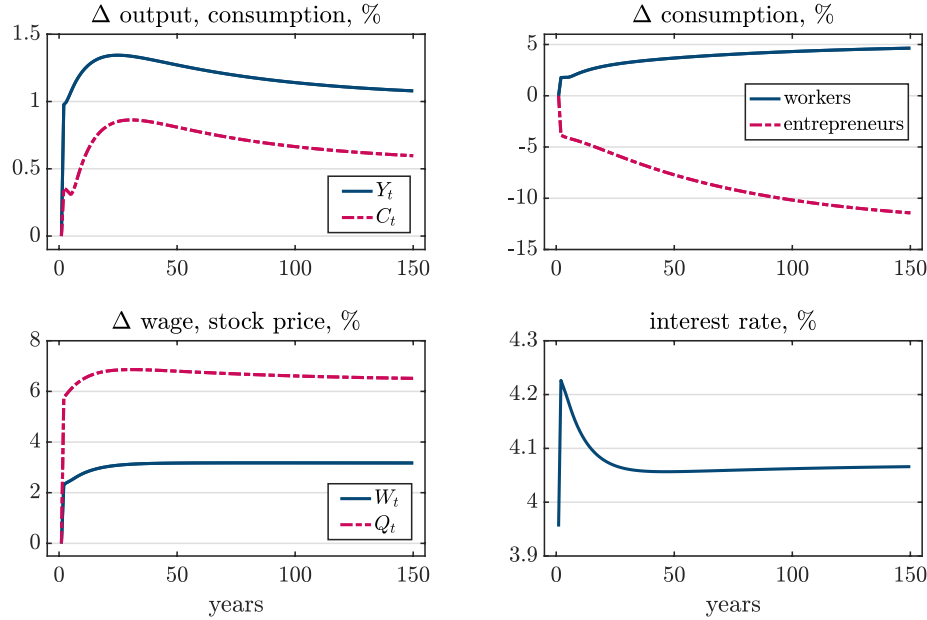 Δ output, consumption, %
1.5
1
0.5
0
Y_t
C_t
0
50
100
150
Δ consumption, %
5
0
-5
-10
-15
workers
entrepreneurs
0
50
100
150
Δ wage, stock price, %
8
6
4
2
0
W_t
Q_t
0
50
100
150
years
interest rate, %
4.3
4.2
4.1
4
3.9
0
50
100
150
years